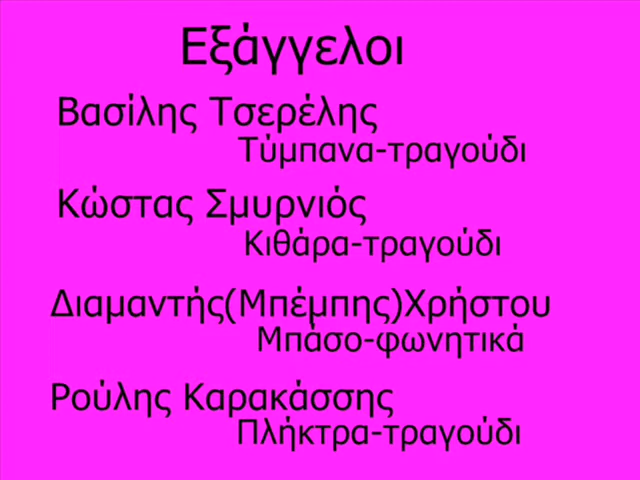 Εξάγγελοι
Βασίλης Τσερέλης
Τύμπανα-τραγούδι
Κώστας Σμυρνιός
Κιθάρα-τραγούδι
Διαμαντής(Μπέμπης)Χρήστου
Μπάσο-φωνητικά
Ρούλης Καρακάσσης
Πλήκτρα-τραγούδι